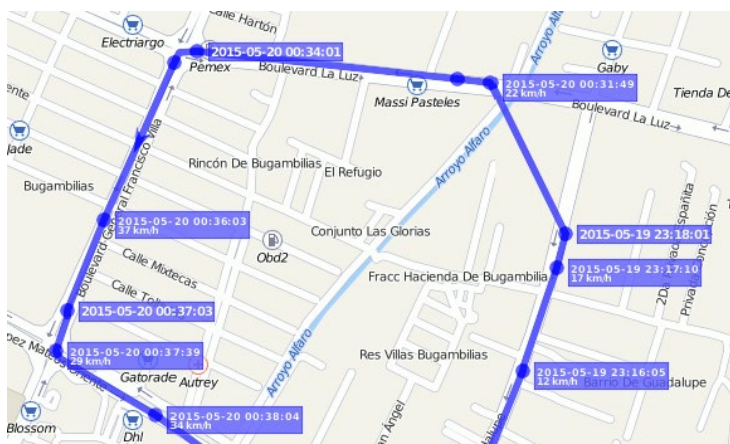 Calle Hartón
Electriargo
2015-05-20 00:34:01
Pemex
Boulevard La Luz
Massi Pasteles
Arroyo Alfaro
Gaby
2015-05-20 00:31:49
22 km/h
Tienda De
Boulevard La Luz
Jade
Boulevard General Francisco Villa
Rincón De Bugambilias
El Refugio
Arroyo Alfaro
Bugambilias
2015-05-20 00:36:03
37 km/h
Conjunto Las Glorias
2015-05-19 23:18:01
Calle Mixtecas
Obd2
Fracc Hacienda De Bugambilia
2015-05-19 23:17:10
17 km/h
2015-05-20 00:37:03
2015-05-20 00:37:39
29 km/h
Gatorade
Autrey
Arroyo Alfaro
Res Villas Bugambilias
2015-05-19 23:16:05
12 km/h
Barrio De Guadalupe
2015-05-20 00:38:04
34 km/h
Blossom
Dhl